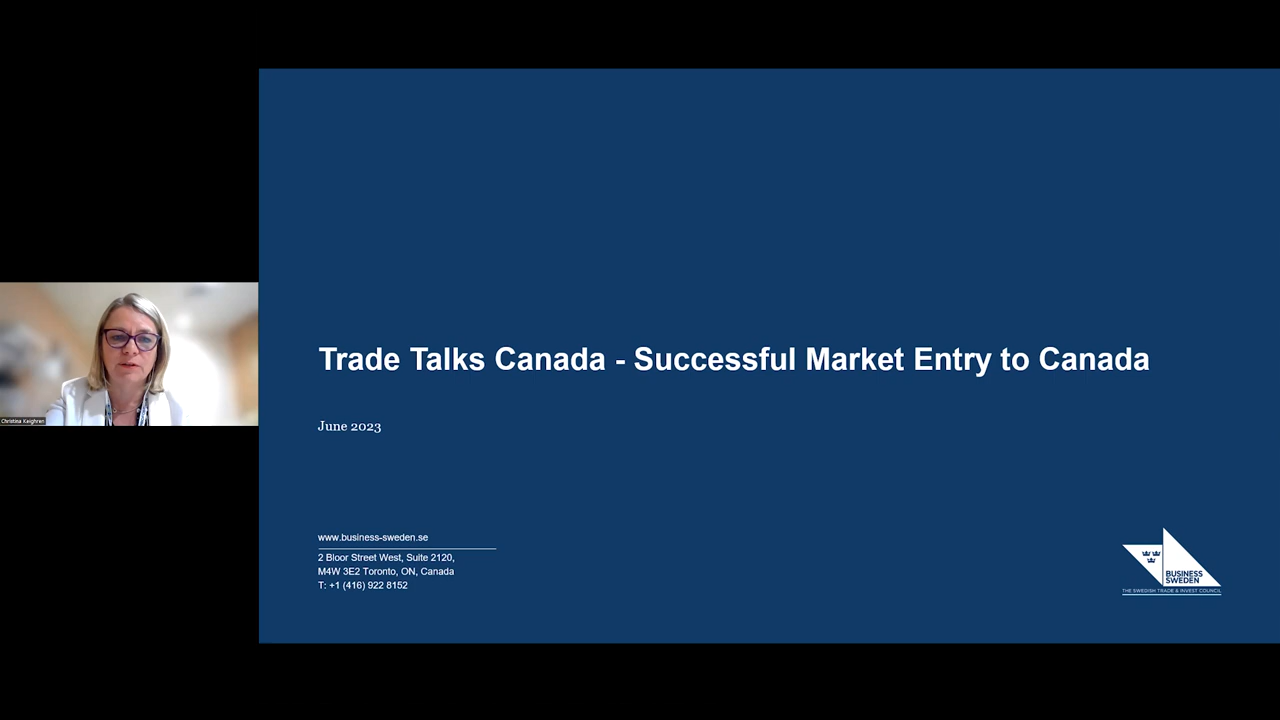 Trade Talks Canada - Successful Market Entry to Canada
June 2023
Christina Keighren
www.business-sweden.se
2 Bloor Street West, Suite 2120,
M4W 3E2 Toronto, ON, Canada
T: +1 (416) 922 8152
BUSINESS
SWEDEN
THE SWEDISH TRADE & INVEST COUNCIL